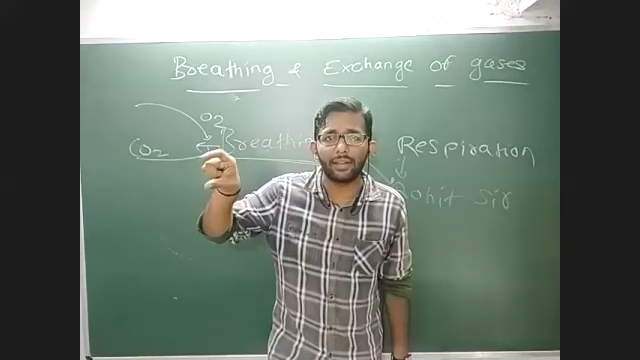 Breathing & Exchange of gases
O2
CO2 Breathin Respiration
Rohit Sir